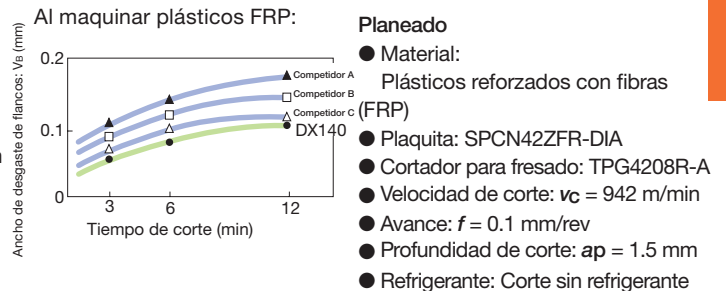 Al maquinar plásticos FRP:
Ancho de desgaste de flancos: VB (mm)
0.2
0.1
0
3
6
12
Tiempo de corte (min)
Competidor A
Competidor B
Competidor C
DX140
Planeado
● Material:
Plásticos reforzados con fibras
(FRP)
● Plaquita: SPCN42ZFR-DIA
● Cortador para fresado: TPG4208R-A
● Velocidad de corte: vc = 942 m/min
● Avance: f = 0.1 mm/rev
● Profundidad de corte: ap = 1.5 mm
● Refrigerante: Corte sin refrigerante